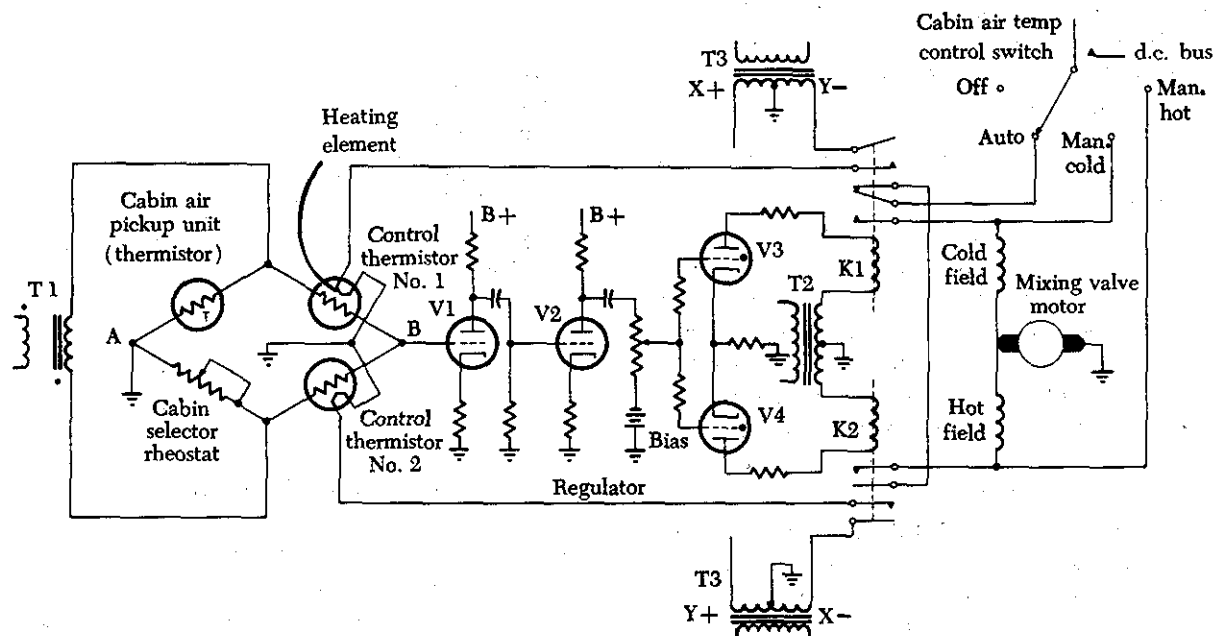 Cabin air temp
control switch
d.c. bus
T3
X+
Y−
Off
Man.
hot
Heating
element
Auto
Man.
cold
Cabin air
pickup unit
(thermistor)
Control
thermistor
No. 1
B+
B+
V3
K1
Cold
field
Mixing valve
motor
T1
T
A
B
V1
V2
T2
Cabin
selector
rheostat
Control
thermistor
No. 2
Bias
V4
K2
Hot
field
Regulator
T3
Y+
X−